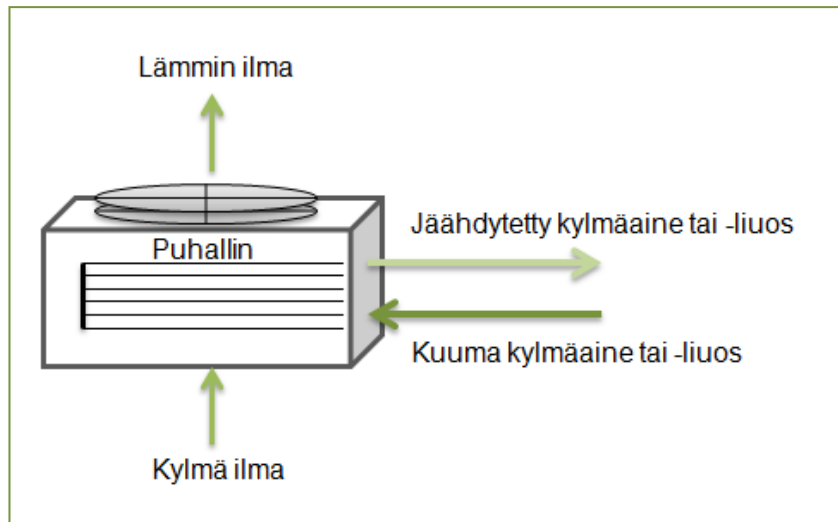 Lämmin ilma
Puhallin
Jäähdytetty kylmäaine tai -liuos
Kuuma kylmäaine tai -liuos
Kylmä ilma